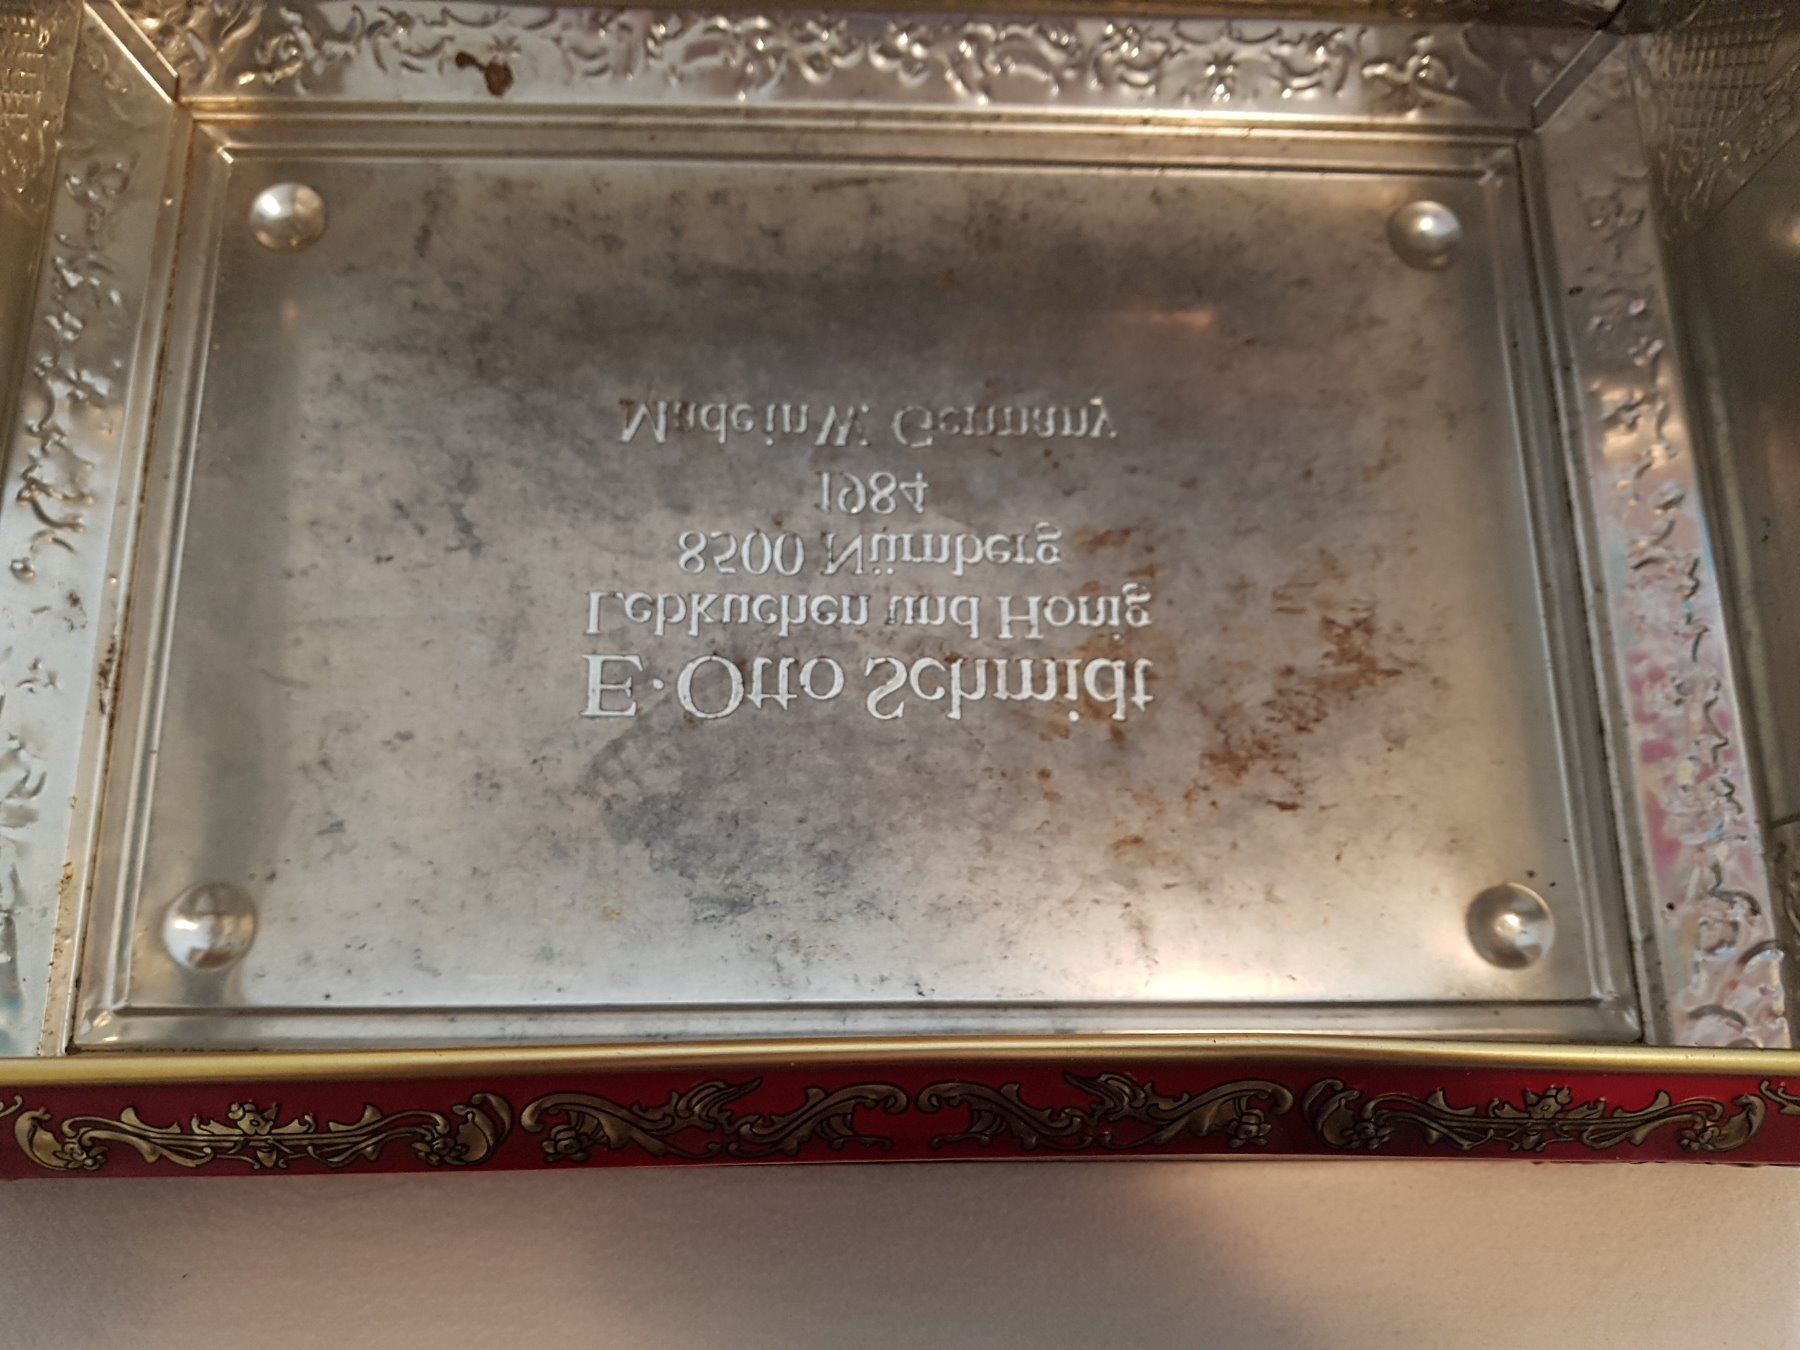 E. Otto Schmidt
Lebkuchen und Honig
8500 Nürnberg
1984
Made in W. Germany